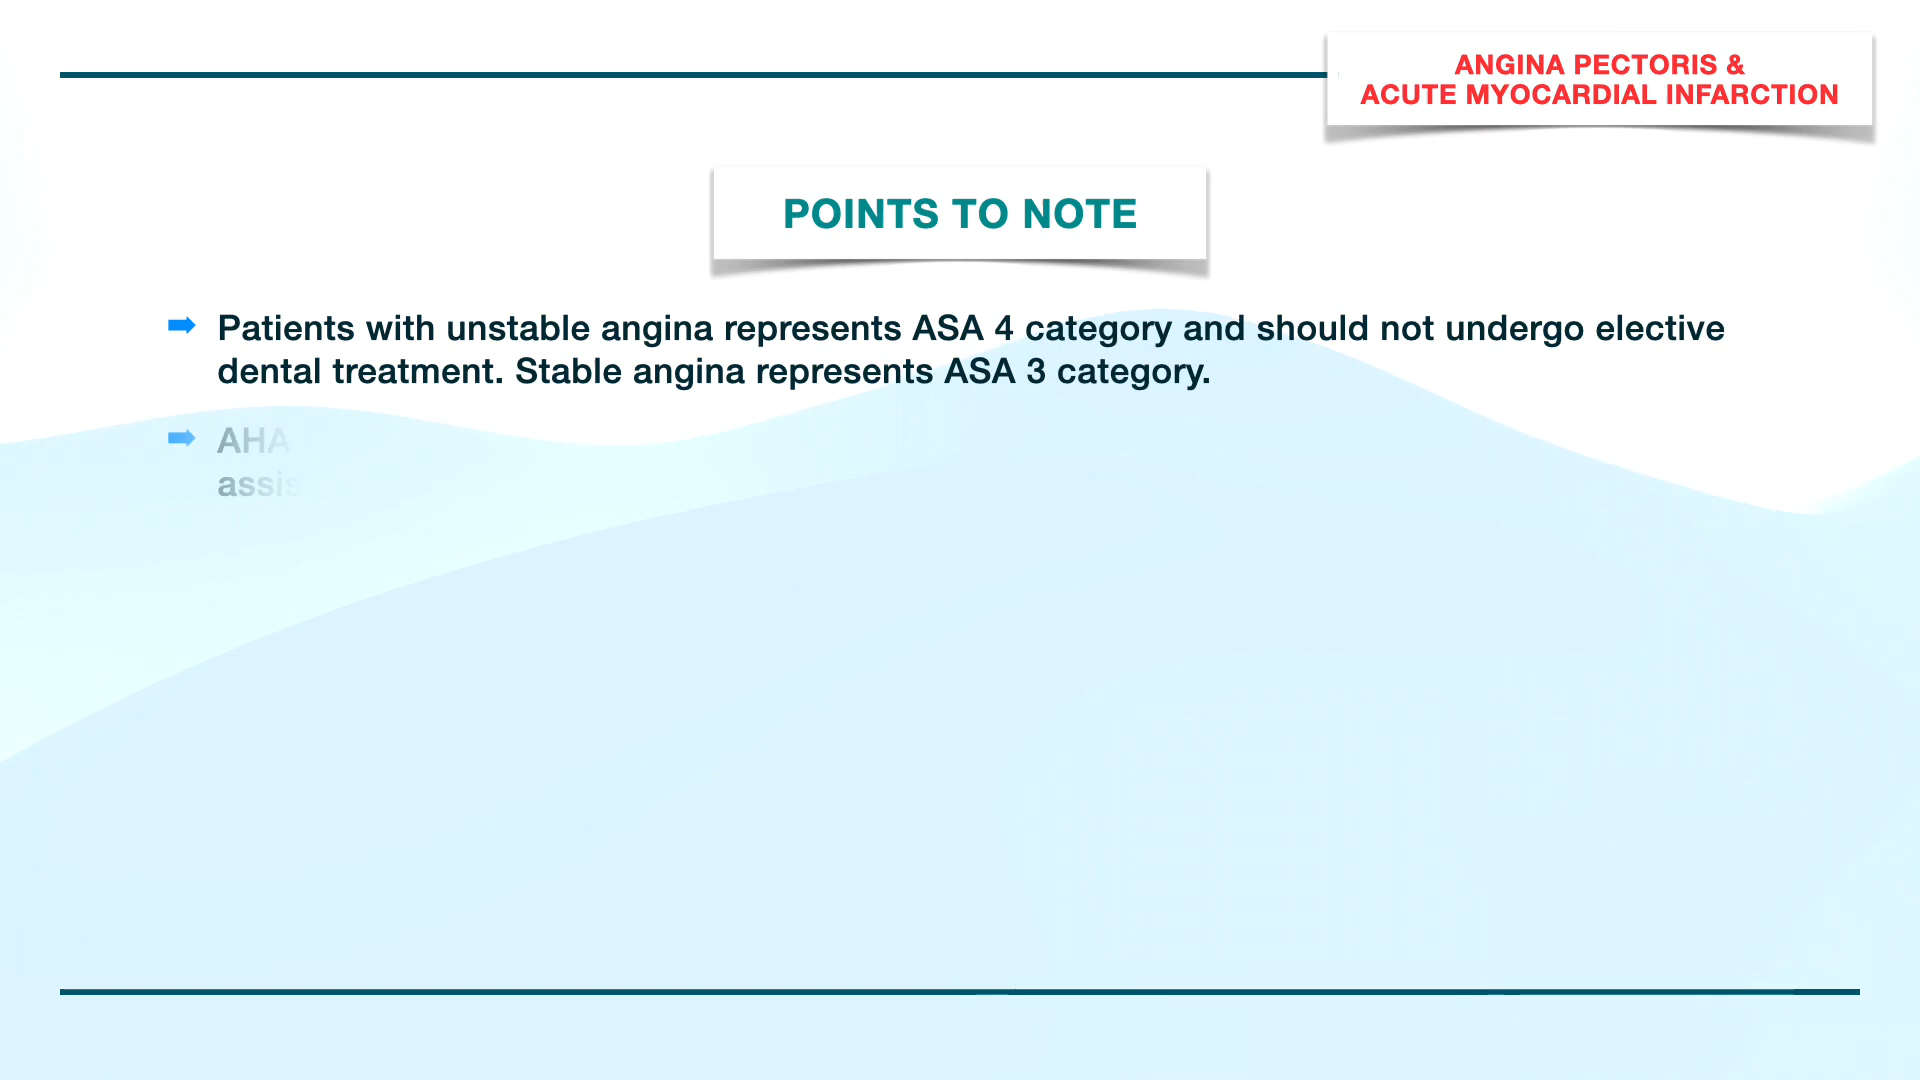 ANGINA PECTORIS &
ACUTE MYOCARDIAL INFARCTION
POINTS TO NOTE
➡ Patients with unstable angina represents ASA 4 category and should not undergo elective
dental treatment. Stable angina represents ASA 3 category.
➡ AHA